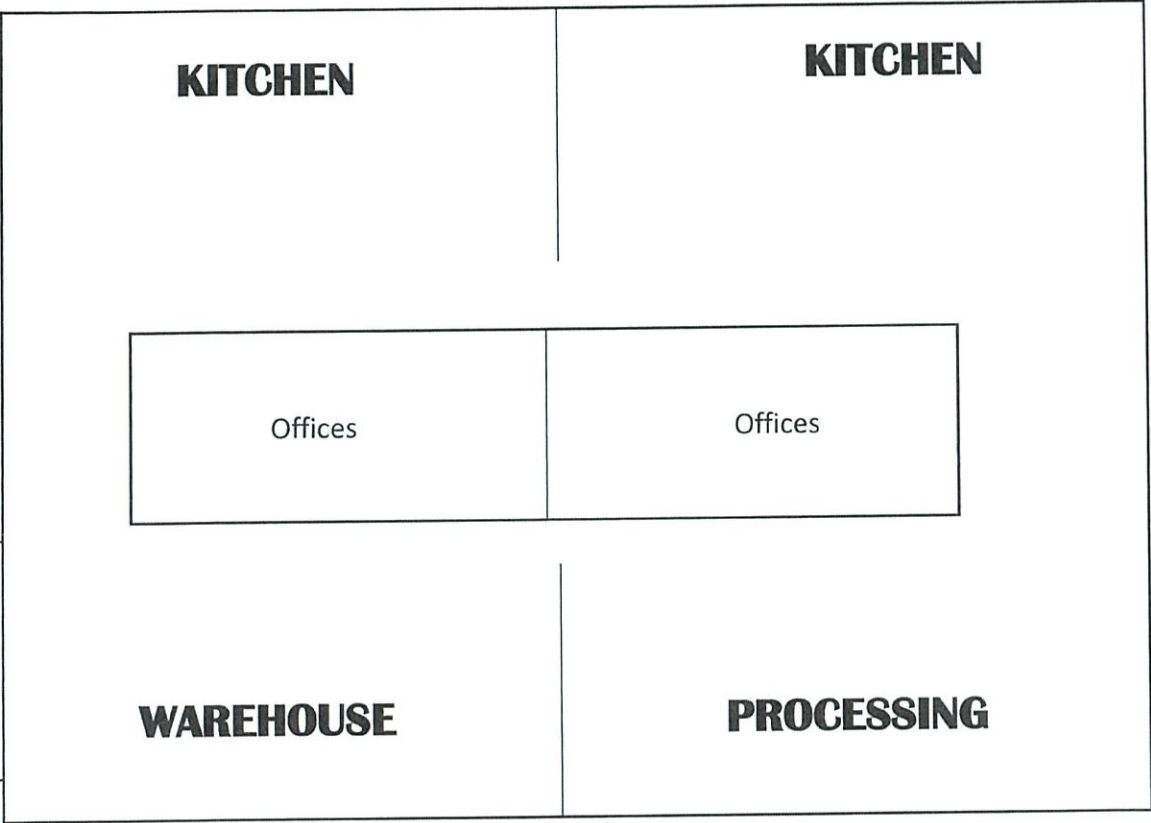 KITCHEN
KITCHEN
Offices
Offices
WAREHOUSE
PROCESSING